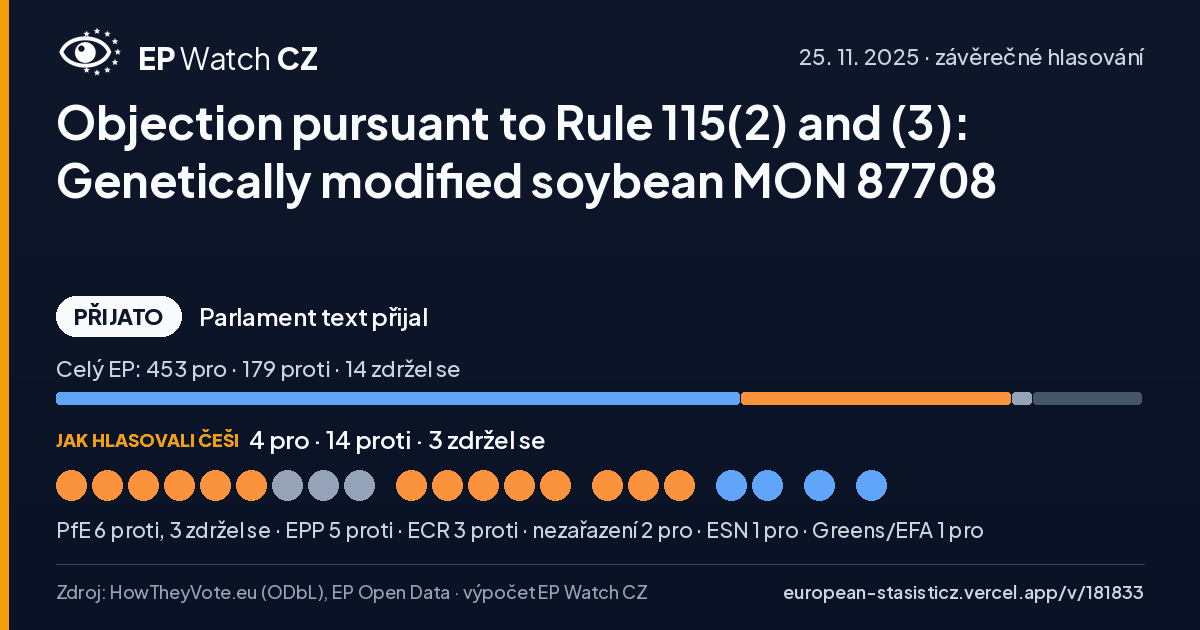 EP Watch CZ
25. 11. 2025 · závěrečné hlasování
Objection pursuant to Rule 115(2) and (3):
Genetically modified soybean MON 87708
PŘIJATO Parlament text přijal
Celý EP: 453 pro · 179 proti · 14 zdržel se
JAK HLASOVALI ČEŠI 4 pro · 14 proti · 3 zdržel se
PfE 6 proti, 3 zdržel se · EPP 5 proti · ECR 3 proti · nezařazení 2 pro · ESN 1 pro · Greens/EFA 1 pro
Zdroj: HowTheyVote.eu (ODbL), EP Open Data · výpočet EP Watch CZ
european-stasisticz.vercel.app/v/181833